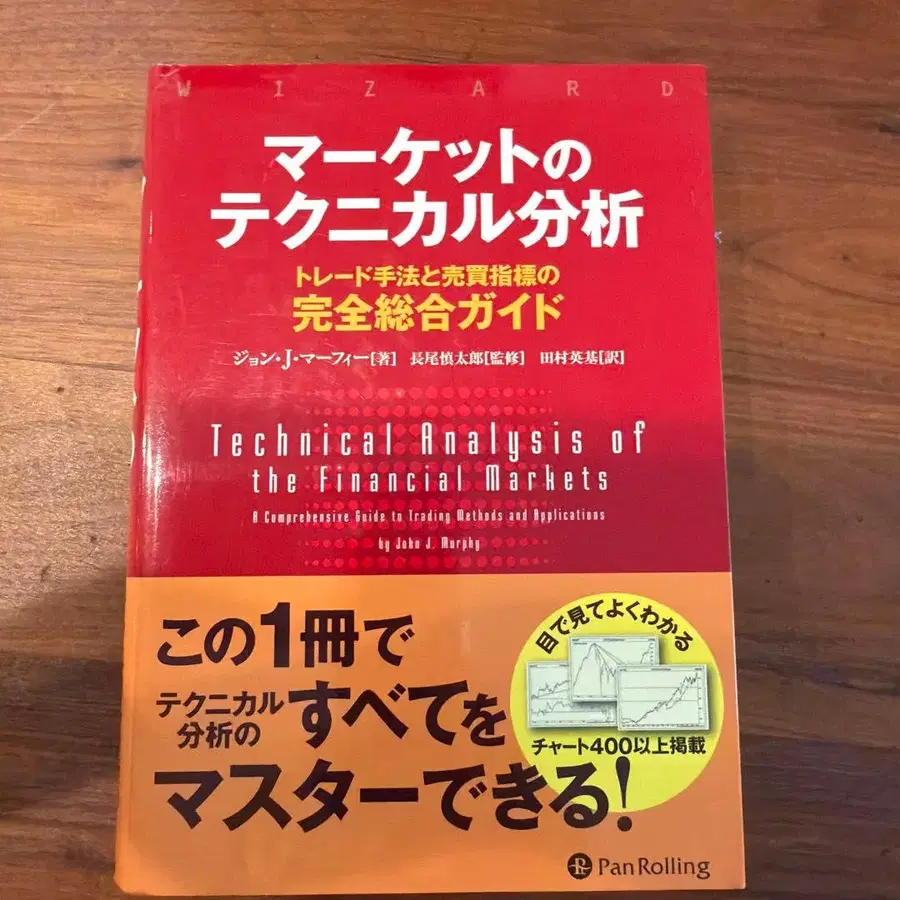 WIZARD
マーケットの
テクニカル分析
トレード手法と売買指標の
完全総合ガイド
ジョン・J・マーフィー[著] 長尾慎太郎[監修] 田村英基[訳]
Technical Analysis of
the Financial Markets
A Comprehensive Guide to Trading Methods and Applications
by John J. Murphy
この1冊で
テクニカル
分析の
すべてを
マスターできる!
目で見てよくわかる
チャート400以上掲載
PanRolling